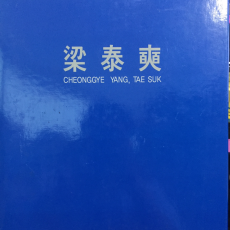 梁泰奭
CHEONGGYE YANG, TAE SUK